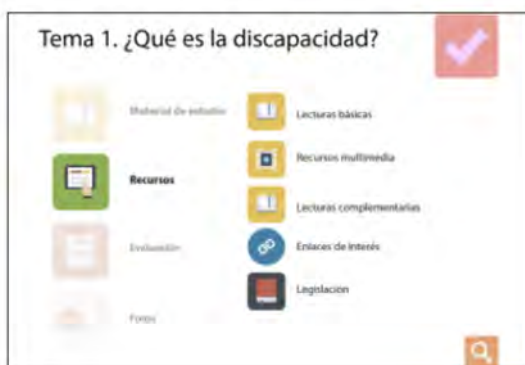 Tema 1. ¿Qué es la discapacidad?
Material de estudio
Recursos
Evaluación
Foros
Lecturas básicas
Recursos multimedia
Lecturas complementarias
Enlaces de interés
Legislación